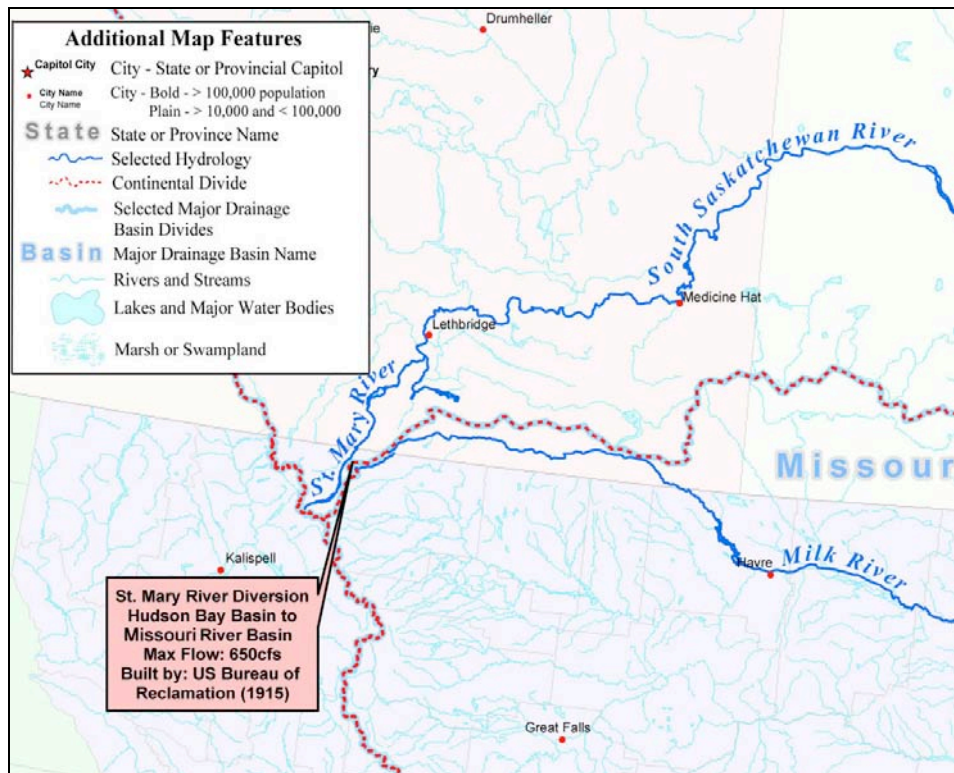 Additional Map Features
Capitol City
City - State or Provincial Capitol
City Name
City Name
City - Bold - > 100,000 population
Plain - > 10,000 and < 100,000
State
State or Province Name
Selected Hydrology
Continental Divide
Selected Major Drainage
Basin Divides
Basin
Major Drainage Basin Name
Rivers and Streams
Lakes and Major Water Bodies
Marsh or Swampland
Drumheller
South Saskatchewan River
Medicine Hat
Lethbridge
St. Mary River
Missour
Kalispell
Havre
Milk River
St. Mary River Diversion
Hudson Bay Basin to
Missouri River Basin
Max Flow: 650cfs
Built by: US Bureau of
Reclamation (1915)
Great Falls